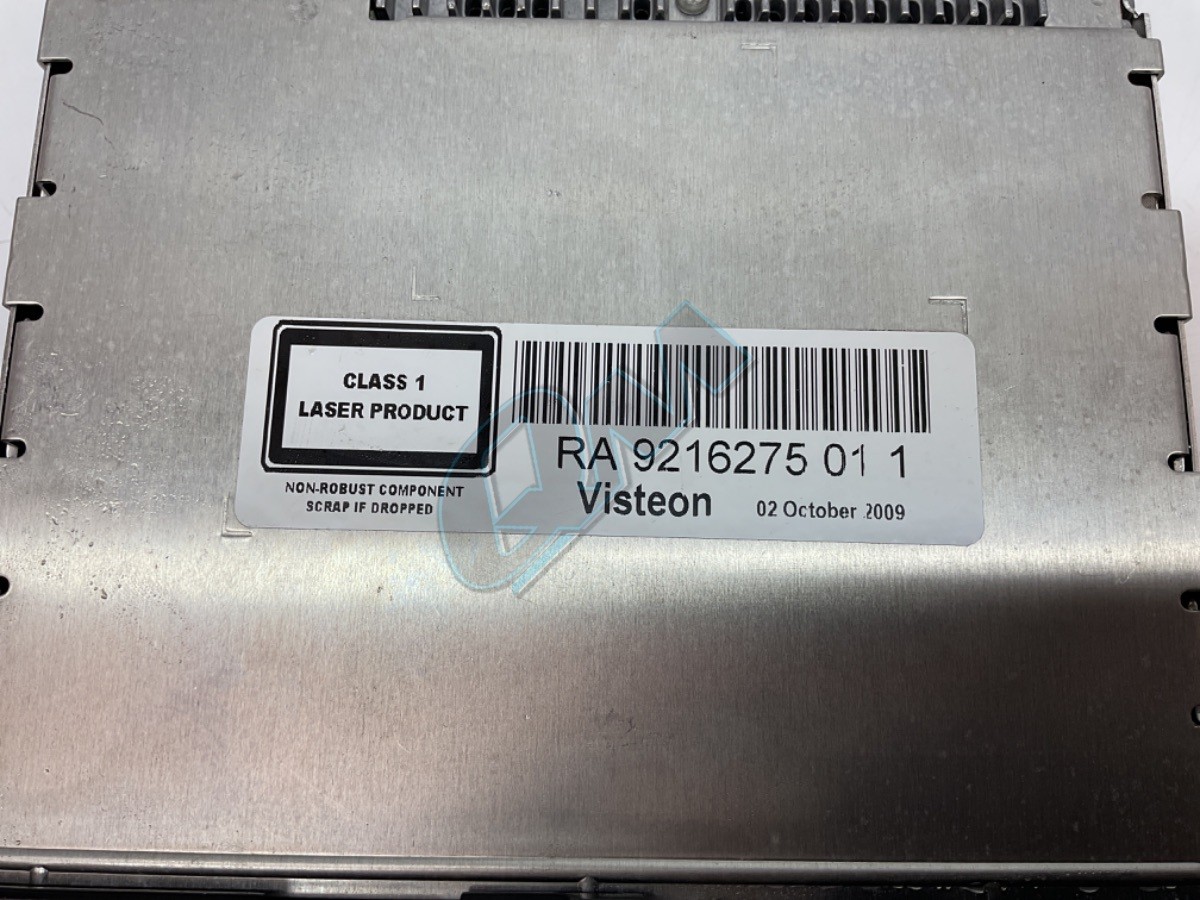 CLASS 1
LASER PRODUCT
NON-ROBUST COMPONENT
SCRAP IF DROPPED
RA 9216275 01 1
Visteon 02 October 2009